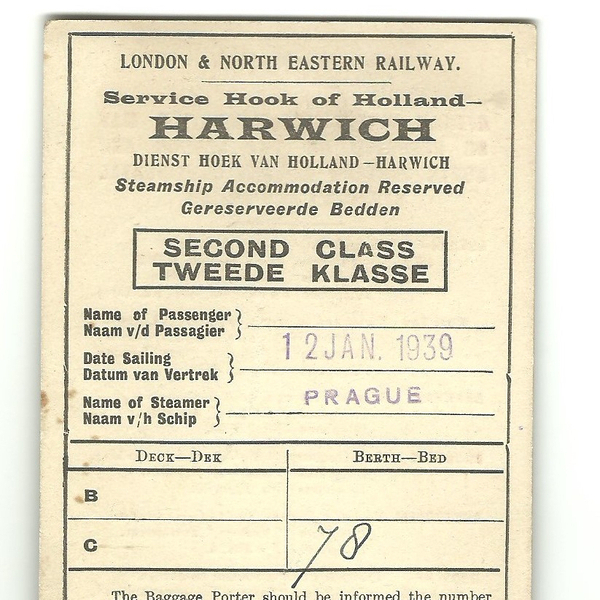 LONDON & NORTH EASTERN RAILWAY.
Service Hook of Holland—
HARWICH
DIENST HOEK VAN HOLLAND—HARWICH
Steamship Accommodation Reserved
Gereserveerde Bedden
SECOND CLASS
TWEEDE KLASSE
Name of Passenger
Naam v/d Passagier
Date Sailing
Datum van Vertrek
12 JAN. 1939
Name of Steamer
Naam v/h Schip
PRAGUE
DECK—DEK BERTH—BED
B
C 78
The Baggage Porter should be informed the number